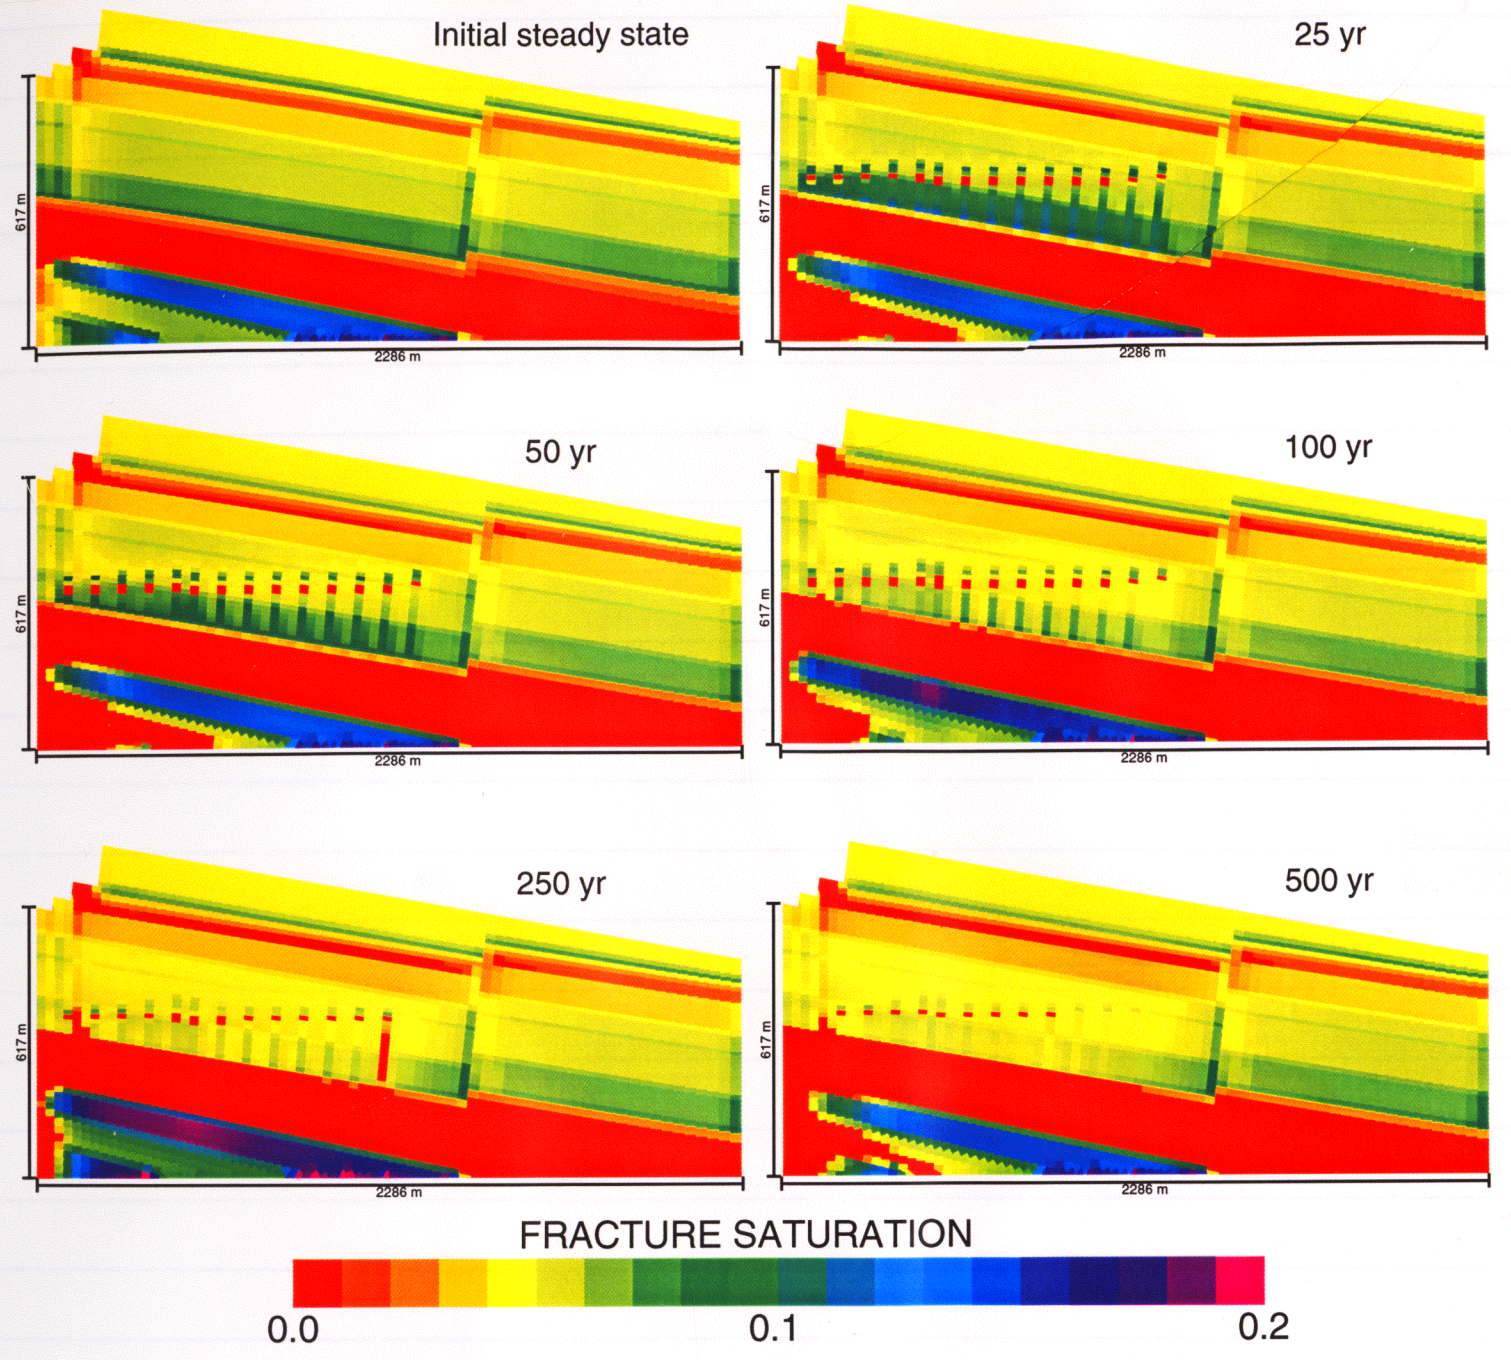 Initial steady state
25 yr
617 m
2286 m
617 m
2286 m
50 yr
100 yr
617 m
2286 m
617 m
2286 m
250 yr
500 yr
617 m
2286 m
617 m
2286 m
FRACTURE SATURATION
0.0
0.1
0.2